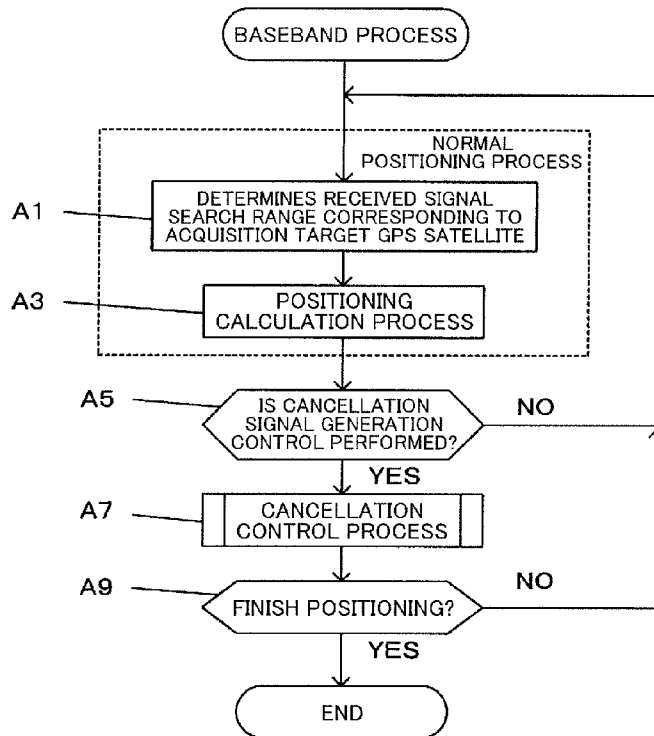 BASEBAND PROCESS
NORMAL
POSITIONING PROCESS
A1
DETERMINES RECEIVED SIGNAL
SEARCH RANGE CORRESPONDING TO
ACQUISITION TARGET GPS SATELLITE
A3
POSITIONING
CALCULATION PROCESS
A5
IS CANCELLATION
SIGNAL GENERATION
CONTROL PERFORMED?
NO
YES
A7
CANCELLATION
CONTROL PROCESS
A9
FINISH POSITIONING?
NO
YES
END